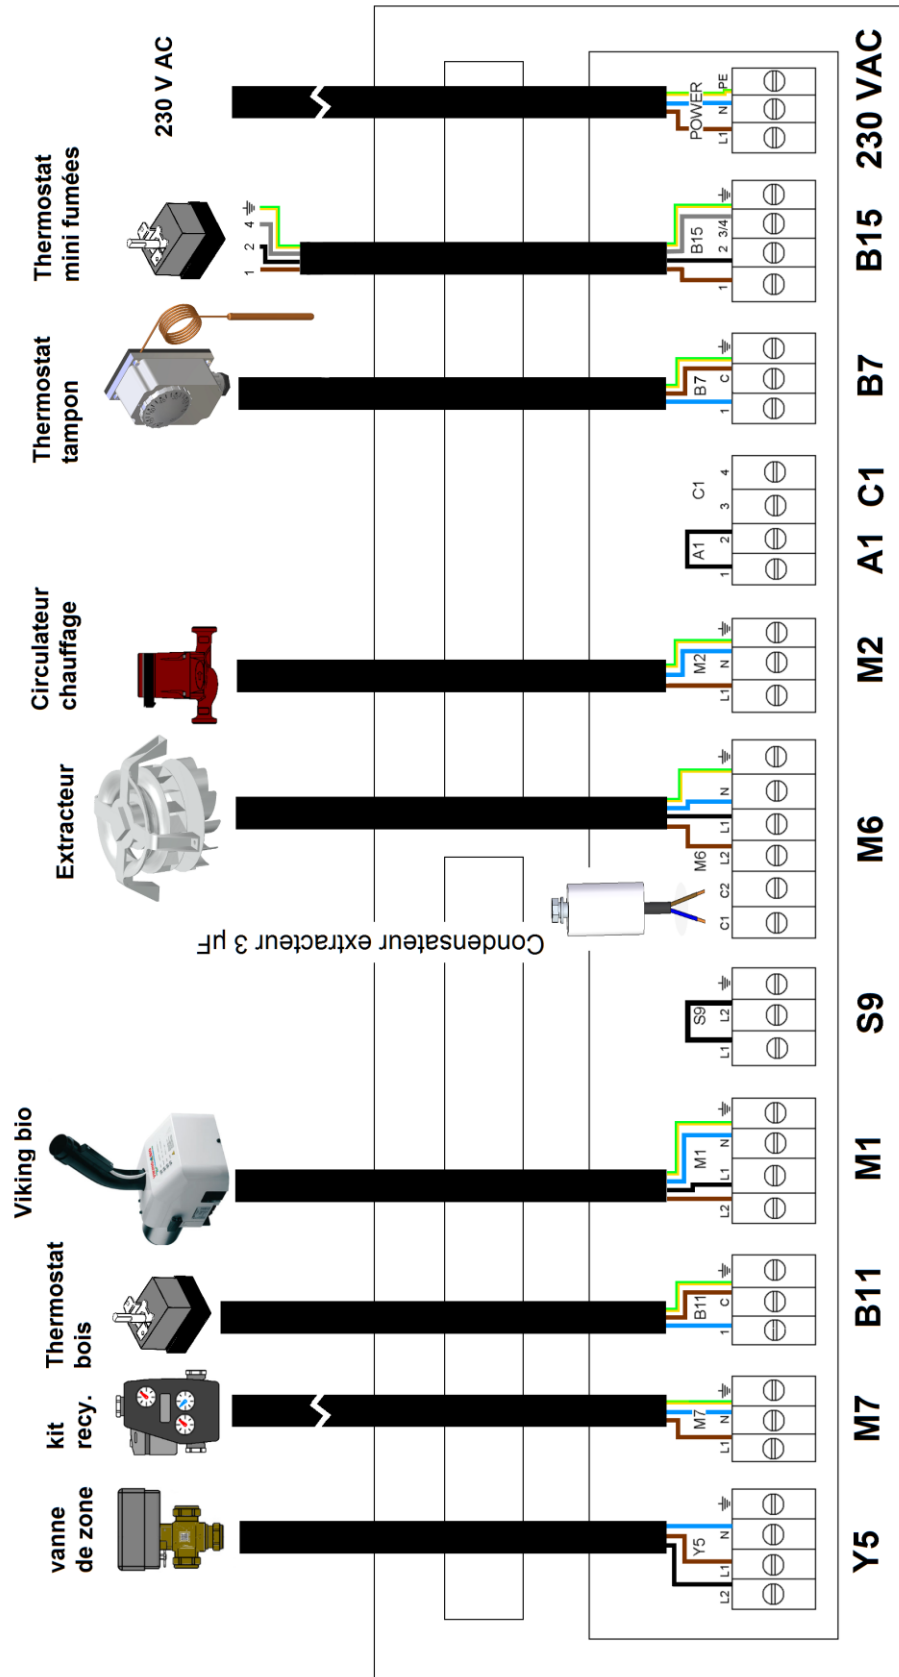 230 V AC
POWER
L1 N PE
230 VAC
Thermostat
mini fumées
1 2 4
B15
1 2 3/4
B15
Thermostat
tampon
B7
1 C
B7
A1
1 2
C1
3 4
A1 C1
Circulateur
chauffage
M2
L1 N
M2
Extracteur
Condensateur extracteur 3 µF
M6
C1 C2 L2 L1 N
M6
S9
L1 L2
S9
Viking bio
M1
L2 L1 N
M1
Thermostat
bois
B11
1 C
B11
kit
recy.
M7
L1 N
M7
vanne
de zone
Y5
L2 L1 N
Y5